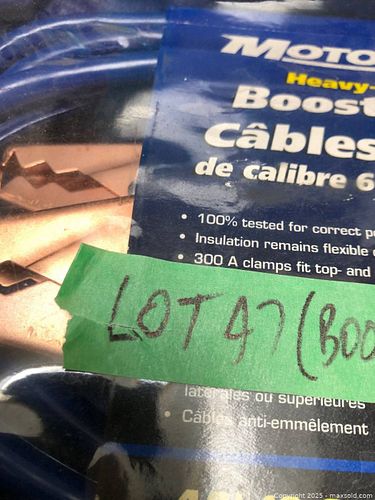 MOTO
Heavy-
Boost
Câbles
de calibre 6
• 100% tested for correct
• Insulation remains flexible
• 300 A clamps fit top- and
LOT 47 (BOO
latérales ou supérieures
• Câbles anti-emmêlement
Copyright 2025 - maxsold.com